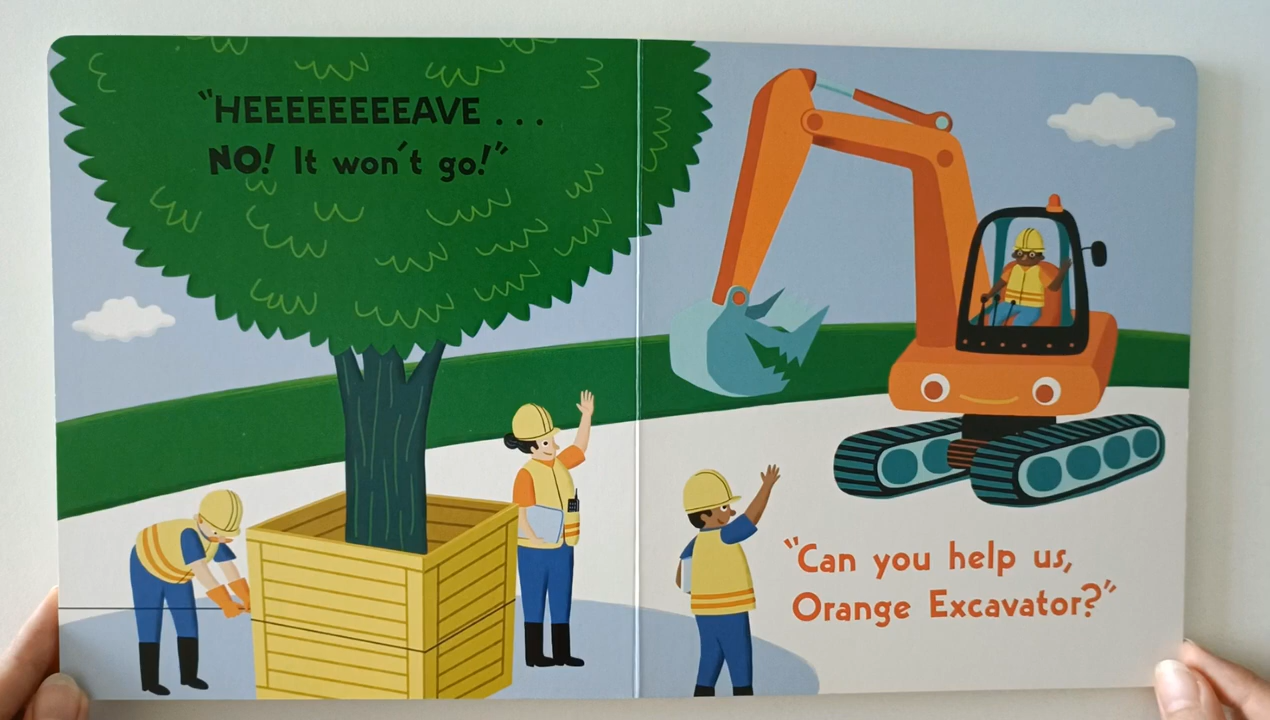 "HEEEEEEEEAVE...
NO! It won't go!"
"Can you help us,
Orange Excavator?"